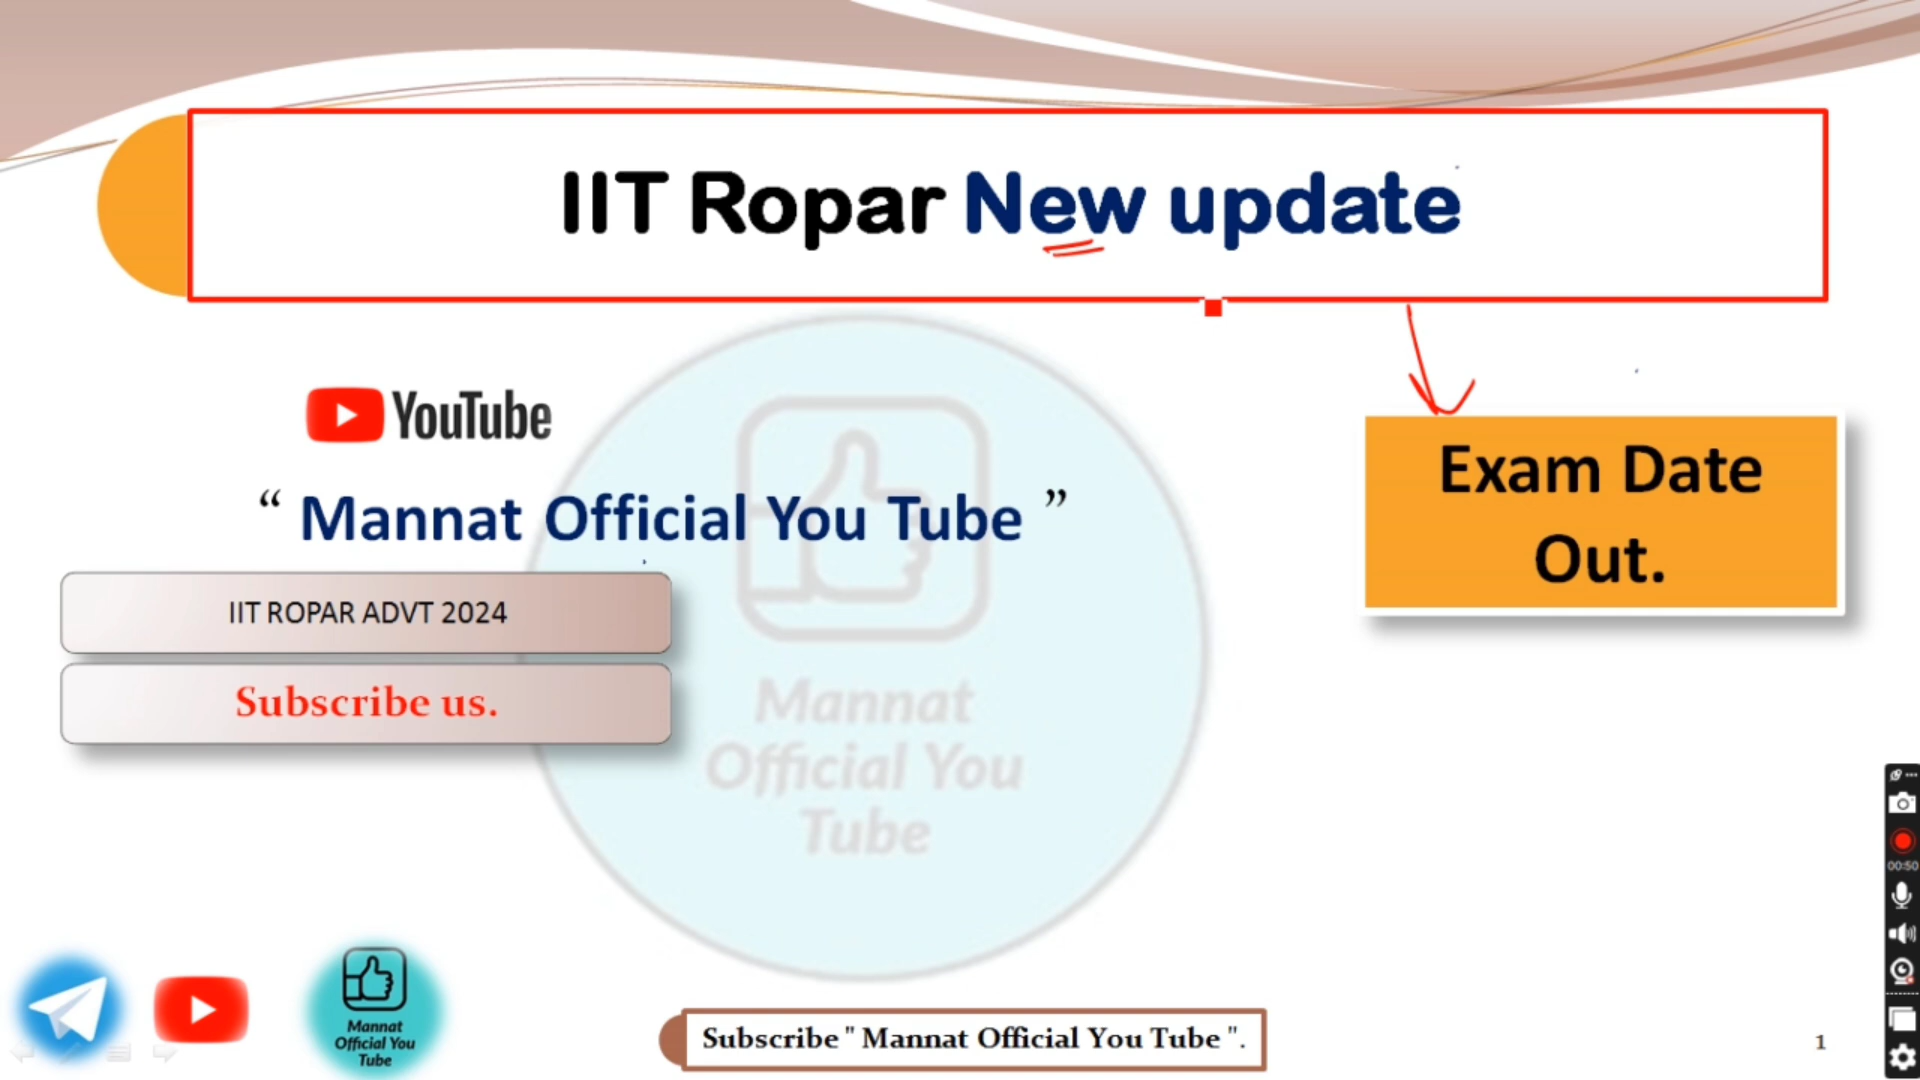 IIT Ropar New update
YouTube
“ Mannat Official You Tube ”
Exam Date
Out.
IIT ROPAR ADVT 2024
Subscribe us.
Mannat
Official You
Tube
Mannat
Official You
Tube
Subscribe " Mannat Official You Tube ".
1
00:50